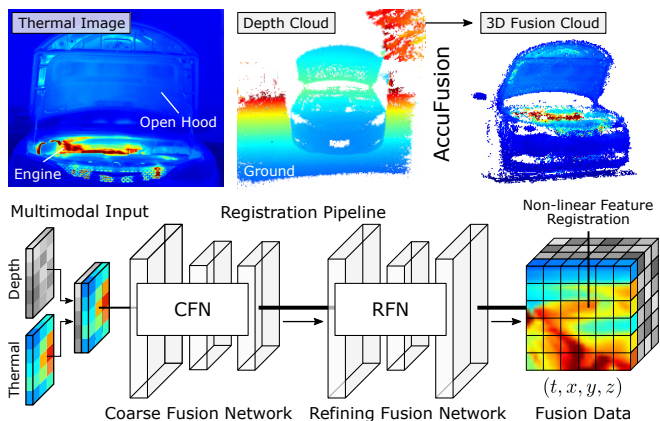 Thermal Image
Depth Cloud
3D Fusion Cloud
AccuFusion
Open Hood
Engine
Ground
Multimodal Input
Registration Pipeline
Non-linear Feature
Registration
Depth
Thermal
CFN
RFN
(t, x, y, z)
Coarse Fusion Network
Refining Fusion Network
Fusion Data